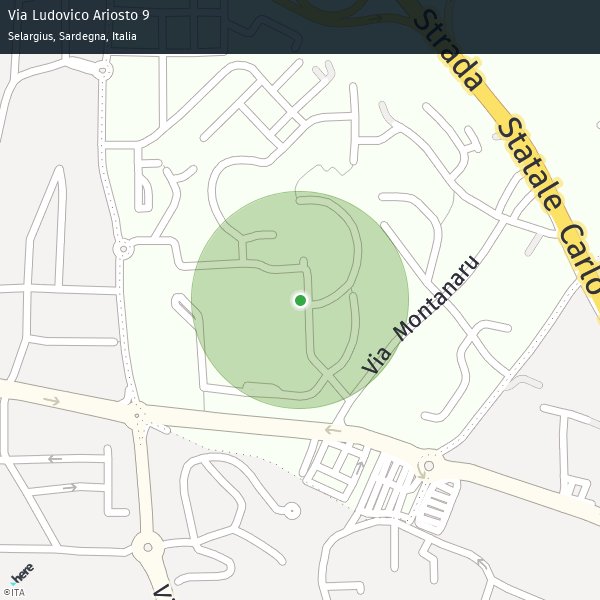 Via Ludovico Ariosto 9
Selargius, Sardegna, Italia
Strada Statale Carlo
Via Montanaru
here
©ITA